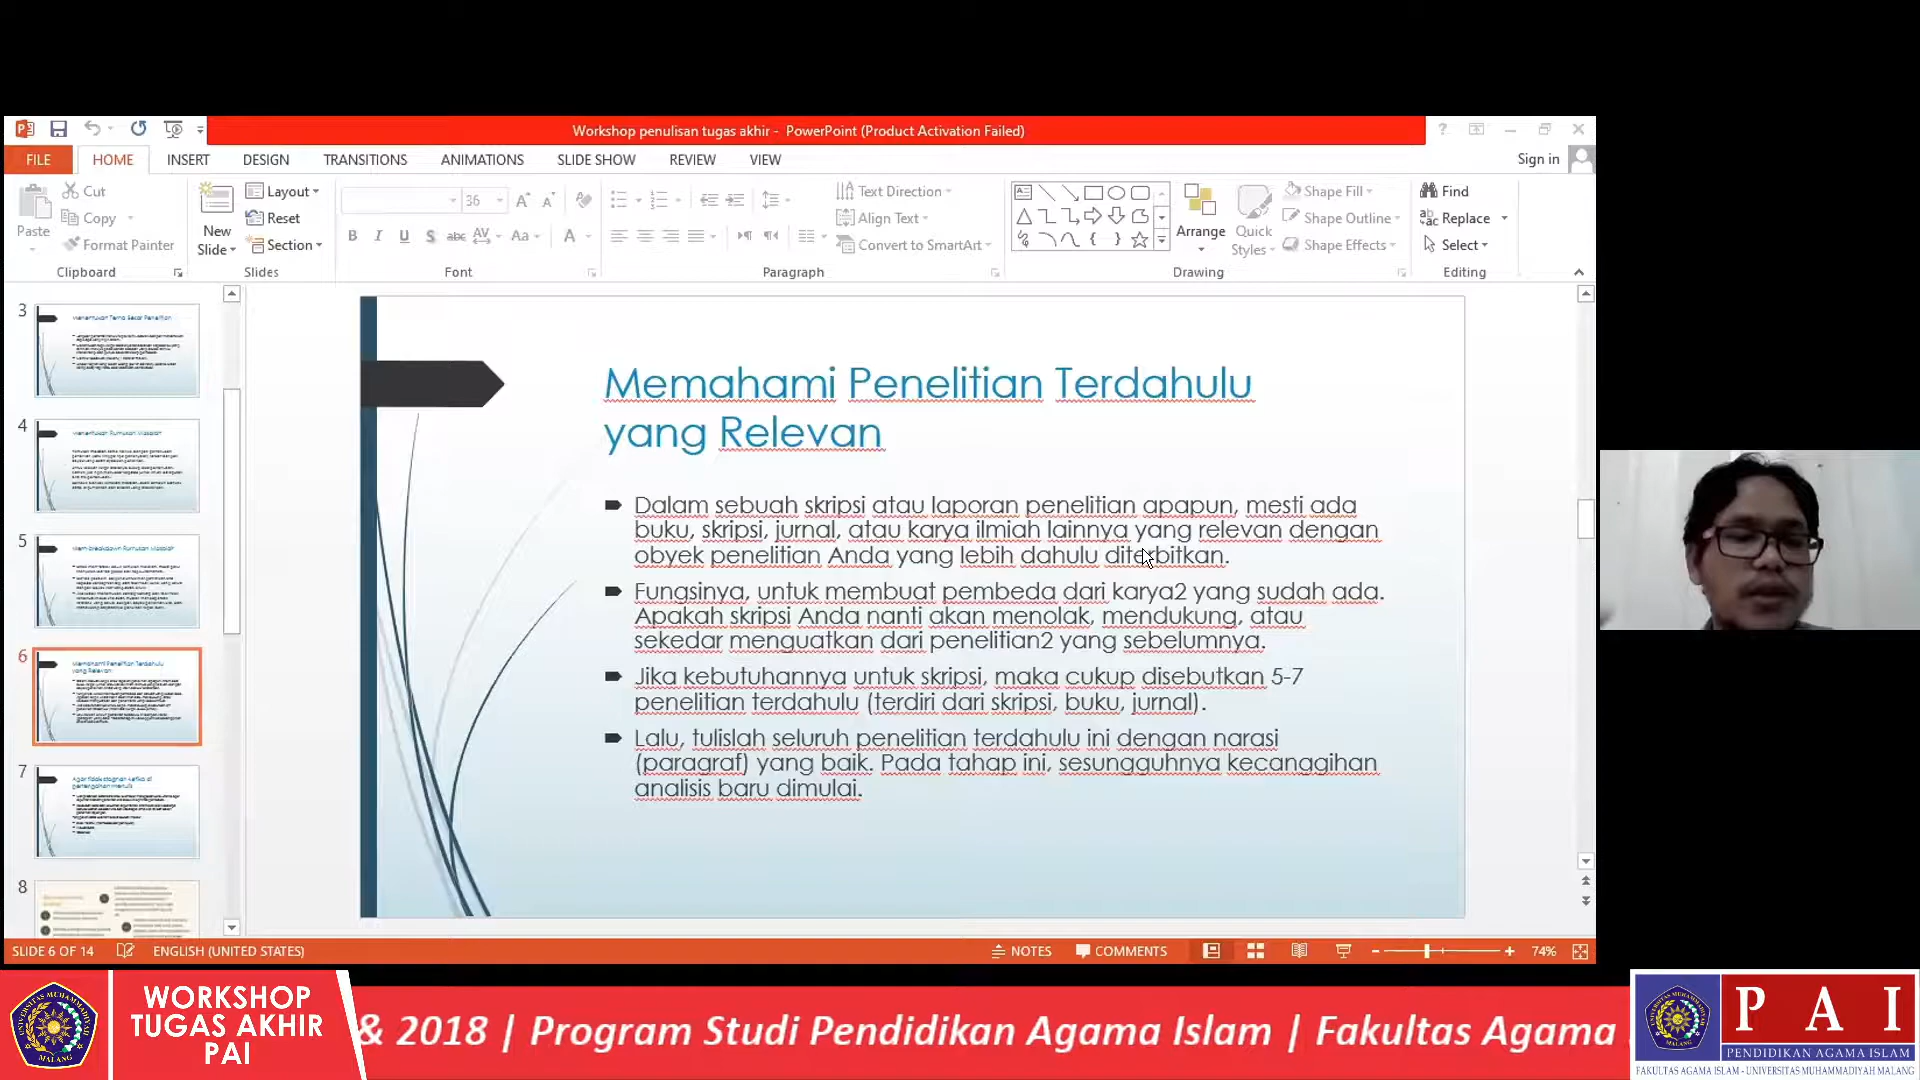 Workshop penulisan tugas akhir - PowerPoint (Product Activation Failed)
FILE HOME INSERT DESIGN TRANSITIONS ANIMATIONS SLIDE SHOW REVIEW VIEW
Sign in
Paste
Cut
Copy
Format Painter
Clipboard
New
Slide
Layout
Reset
Section
Slides
36
Font
Text Direction
Align Text
Convert to SmartArt
Paragraph
Arrange
Quick
Styles
Shape Fill
Shape Outline
Shape Effects
Drawing
Find
Replace
Select
Editing
3
4
5
6
7
8
Memahami Penelitian Terdahulu
yang Relevan
Dalam sebuah skripsi atau laporan penelitian apapun, mesti ada
buku, skripsi, jurnal, atau karya ilmiah lainnya yang relevan dengan
obyek penelitian Anda yang lebih dahulu diterbitkan.
Fungsinya, untuk membuat pembeda dari karya2 yang sudah ada.
Apakah skripsi Anda nanti akan menolak, mendukung, atau
sekedar menguatkan dari penelitian2 yang sebelumnya.
Jika kebutuhannya untuk skripsi, maka cukup disebutkan 5-7
penelitian terdahulu (terdiri dari skripsi, buku, jurnal).
Lalu, tulislah seluruh penelitian terdahulu ini dengan narasi
(paragraf) yang baik. Pada tahap ini, sesungguhnya kecanggihan
analisis baru dimulai.
SLIDE 6 OF 14 ENGLISH (UNITED STATES) NOTES COMMENTS 74%
WORKSHOP
TUGAS AKHIR
PAI
& 2018 | Program Studi Pendidikan Agama Islam | Fakultas Agama
PAI
PENDIDIKAN AGAMA ISLAM
FAKULTAS AGAMA ISLAM - UNIVERSITAS MUHAMMADIYAH MALANG